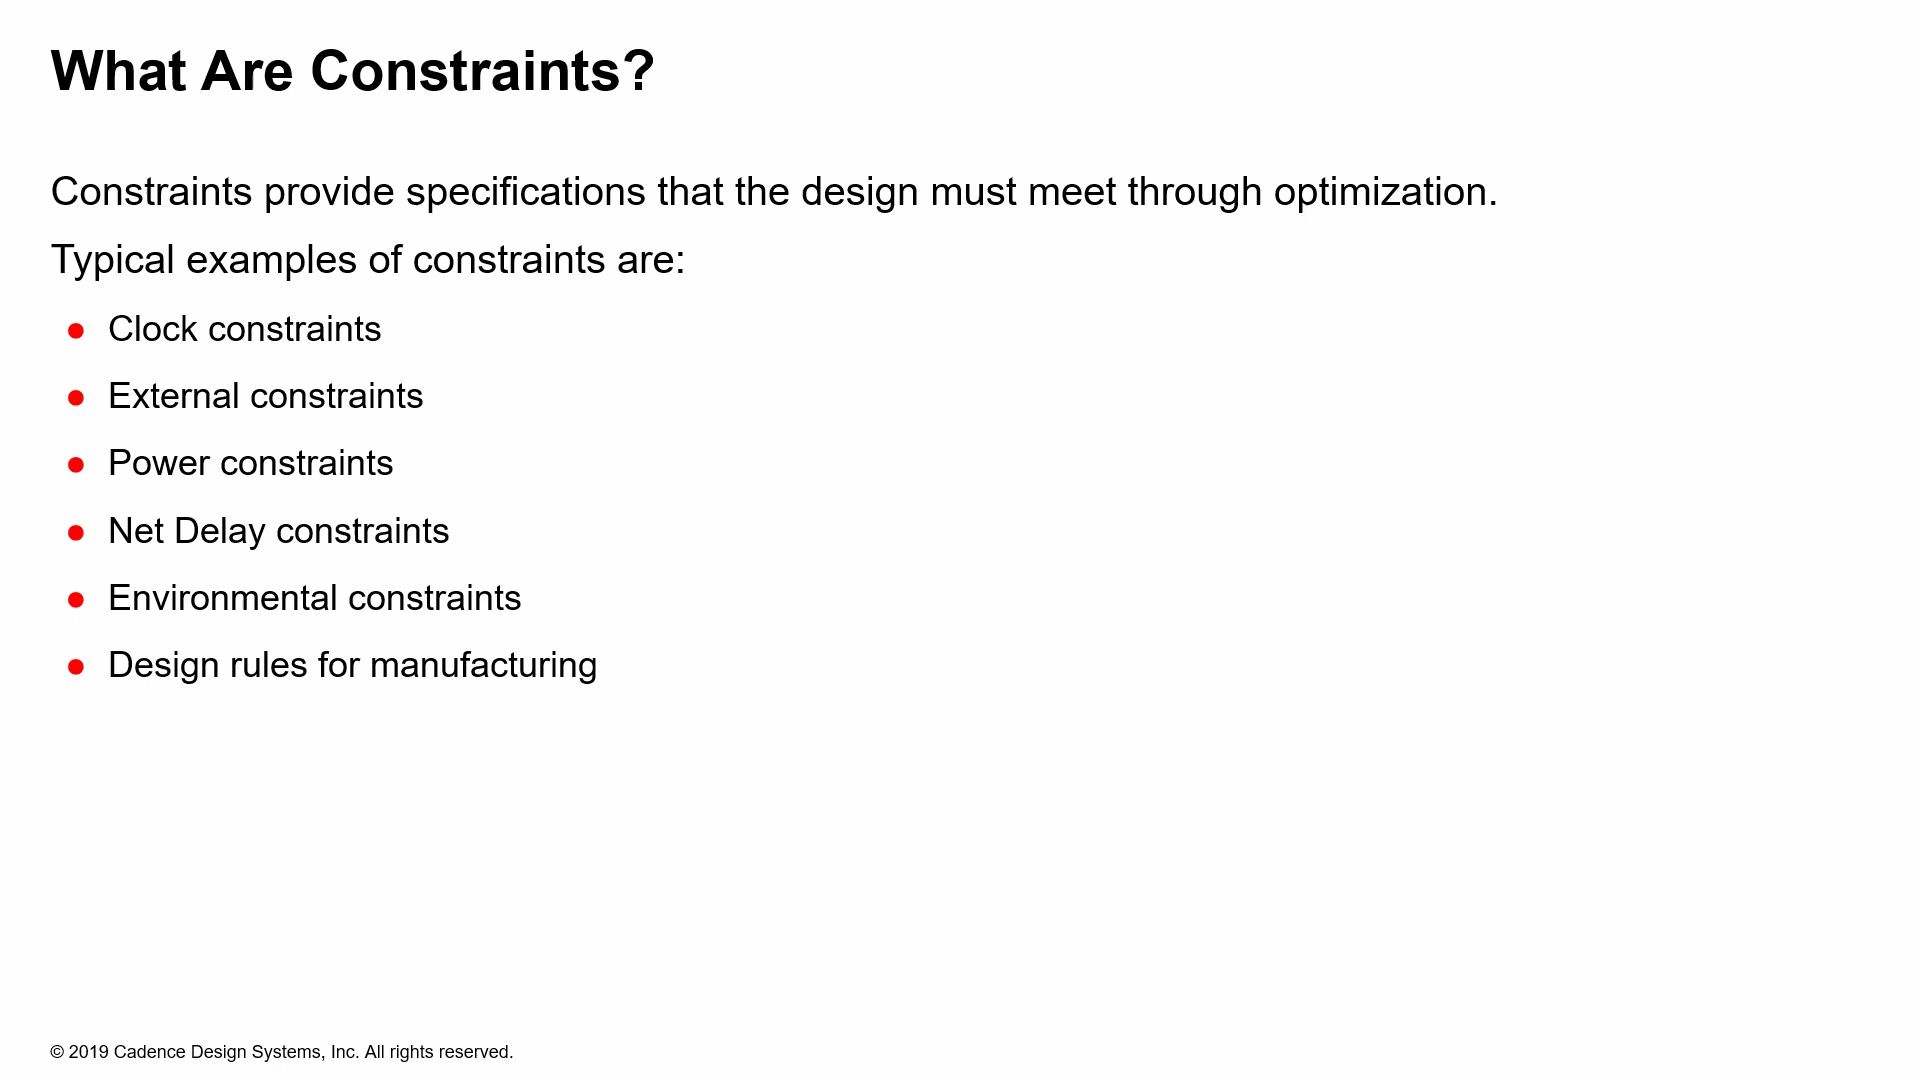 What Are Constraints?
Constraints provide specifications that the design must meet through optimization.
Typical examples of constraints are:
● Clock constraints
● External constraints
● Power constraints
● Net Delay constraints
● Environmental constraints
● Design rules for manufacturing
© 2019 Cadence Design Systems, Inc. All rights reserved.